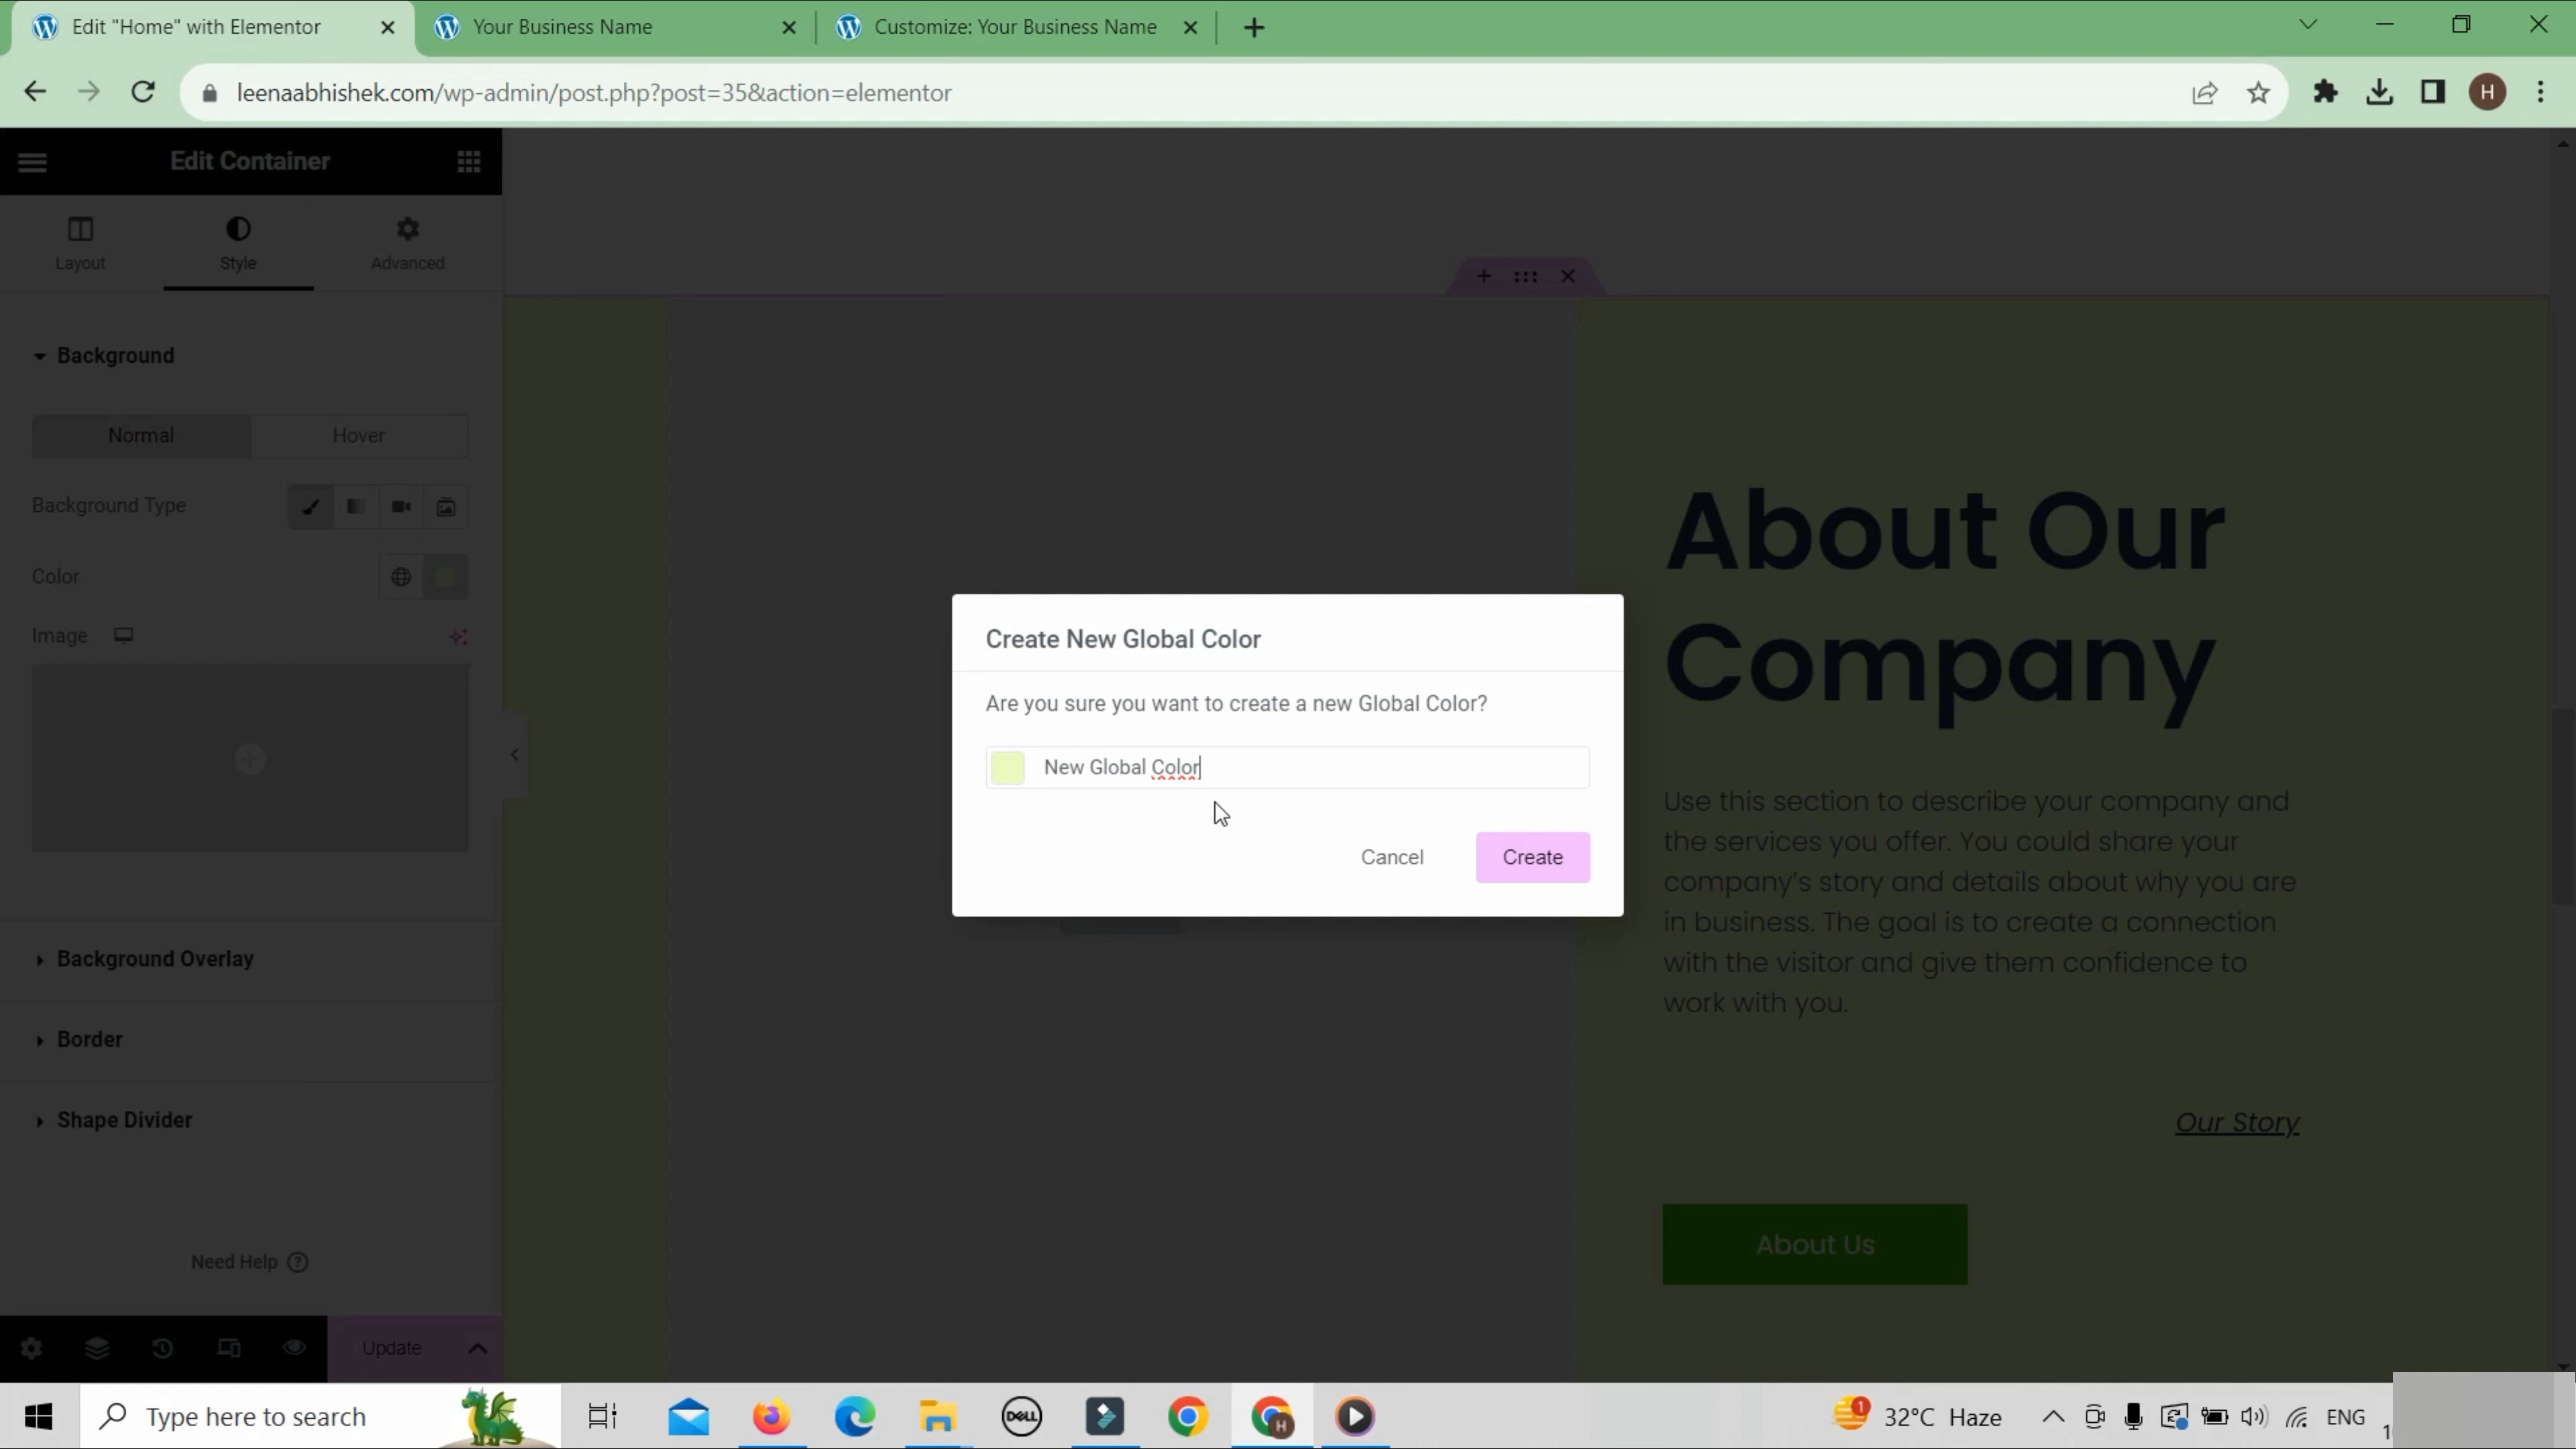 Edit "Home" with Elementor
Your Business Name
Customize: Your Business Name
leenaabhishek.com/wp-admin/post.php?post=35&action=elementor
H
Edit Container
Layout
Style
Advanced
Background
Normal
Hover
Background Type
Color
Image
Background Overlay
Border
Shape Divider
Need Help
Update
Create New Global Color
Are you sure you want to create a new Global Color?
New Global Color
Cancel
Create
About Our
Company
Use this section to describe your company and
the services you offer. You could share your
company's story and details about why you are
in business. The goal is to create a connection
with the visitor and give them confidence to
work with you.
Our Story
About Us
Type here to search
DELL
H
1
32°C Haze
ENG